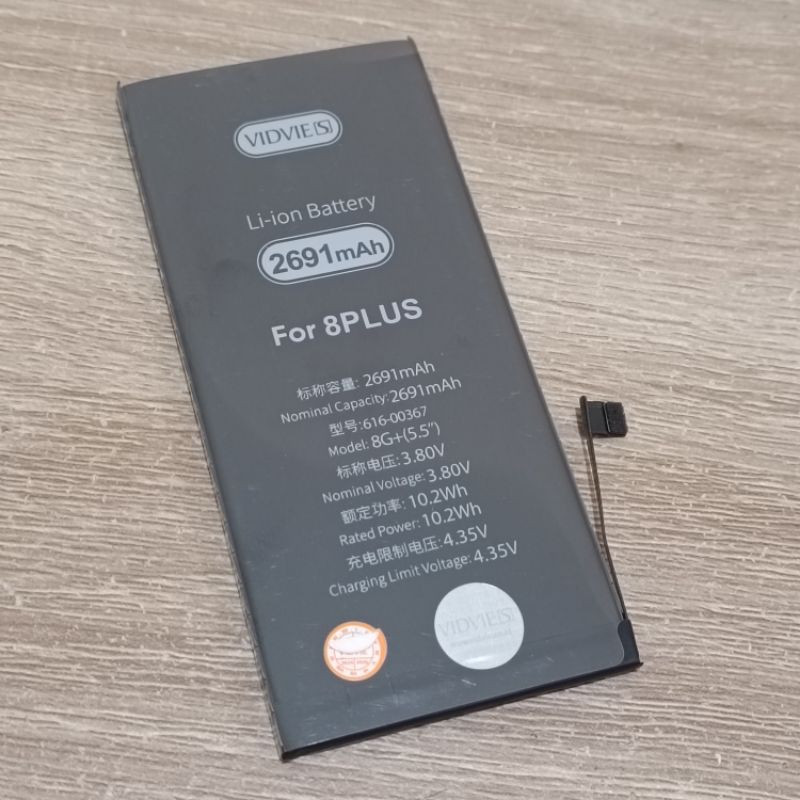 VIDVIE[S]
Li-ion Battery
2691mAh
For 8PLUS
标称容量: 2691mAh
Nominal Capacity: 2691mAh
型号:616-00367
Model: 8G+(5.5")
标称电压:3.80V
Nominal Voltage: 3.80V
额定功率: 10.2Wh
Rated Power: 10.2Wh
充电限制电压:4.35V
Charging Limit Voltage: 4.35V
VIDVIE[S]